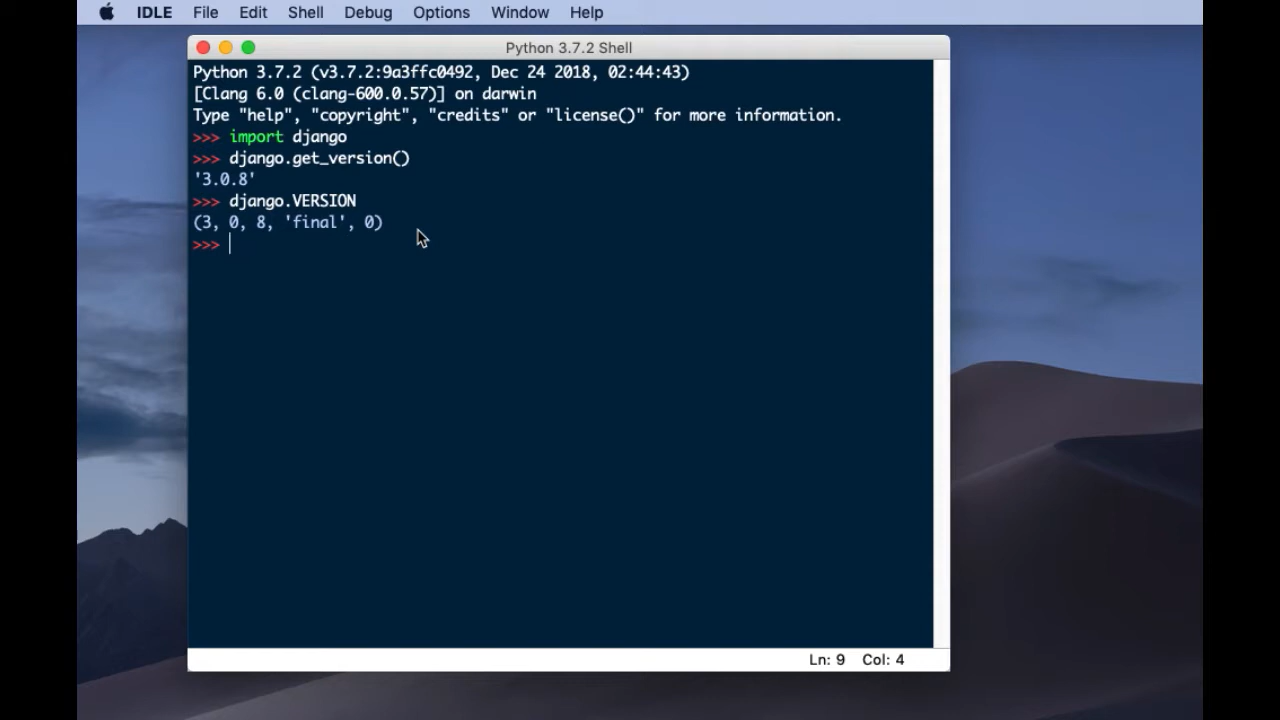 IDLE File Edit Shell Debug Options Window Help
Python 3.7.2 Shell
Python 3.7.2 (v3.7.2:9a3ffc0492, Dec 24 2018, 02:44:43)
[Clang 6.0 (clang-600.0.57)] on darwin
Type "help", "copyright", "credits" or "license()" for more information.
>>> import django
>>> django.get_version()
'3.0.8'
>>> django.VERSION
(3, 0, 8, 'final', 0)
>>>
Ln: 9 Col: 4